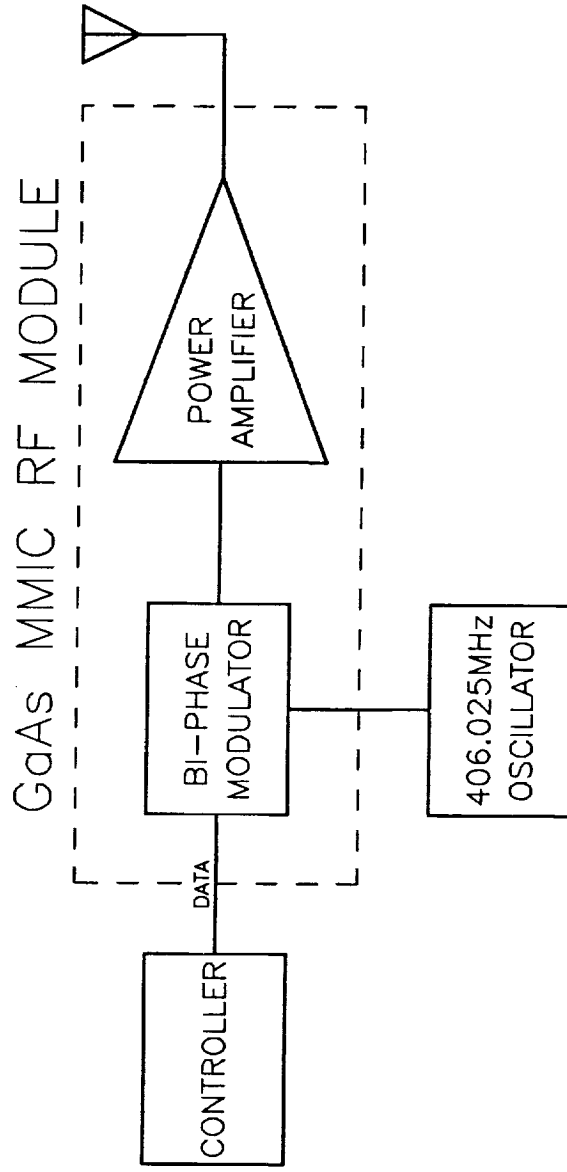 GaAs MMIC RF MODULE
CONTROLLER
DATA
BI-PHASE
MODULATOR
POWER
AMPLIFIER
406.025MHz
OSCILLATOR